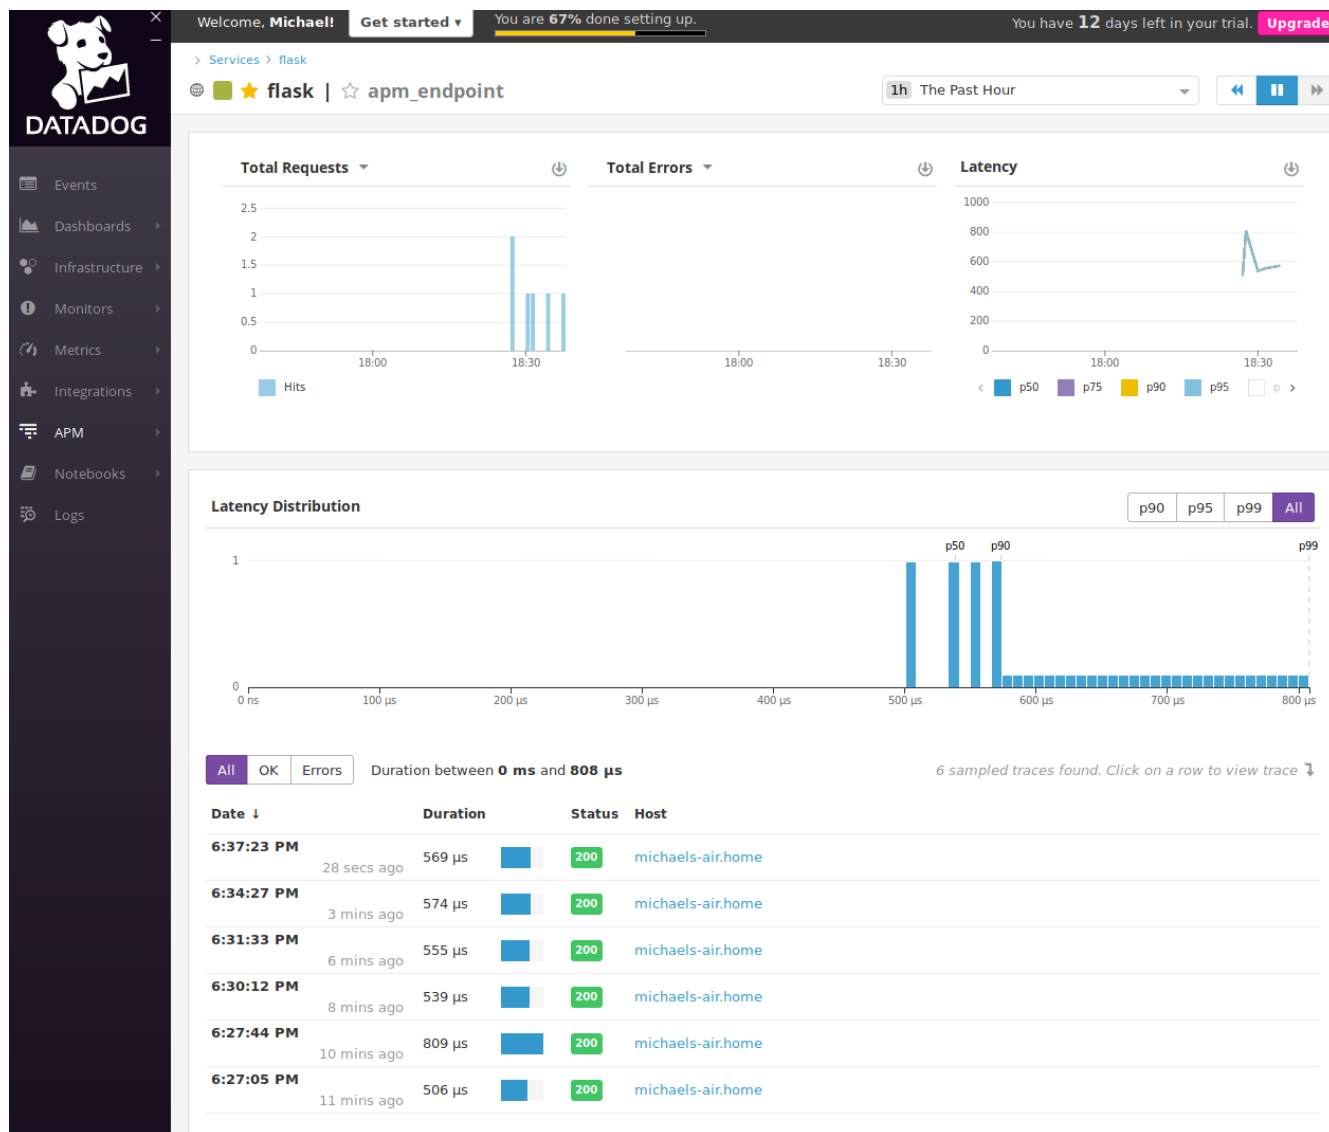 Welcome, Michael! Get started ▾ You are 67% done setting up. You have 12 days left in your trial. Upgrade
DATADOG
Events
Dashboards
Infrastructure
Monitors
Metrics
Integrations
APM
Notebooks
Logs
> Services > flask
flask | apm_endpoint
1h The Past Hour
Total Requests
2.5
2
1.5
1
0.5
0
18:00 18:30
Hits
Total Errors
18:00 18:30
Latency
1000
800
600
400
200
0
18:00 18:30
p50 p75 p90 p95 p
Latency Distribution
p90 p95 p99 All
p50 p90 p99
1
0
0 ns 100 µs 200 µs 300 µs 400 µs 500 µs 600 µs 700 µs 800 µs
All OK Errors Duration between 0 ms and 808 µs 6 sampled traces found. Click on a row to view trace
Date ↓ Duration Status Host
6:37:23 PM
28 secs ago 569 µs 200 michaels-air.home
6:34:27 PM
3 mins ago 574 µs 200 michaels-air.home
6:31:33 PM
6 mins ago 555 µs 200 michaels-air.home
6:30:12 PM
8 mins ago 539 µs 200 michaels-air.home
6:27:44 PM
10 mins ago 809 µs 200 michaels-air.home
6:27:05 PM
11 mins ago 506 µs 200 michaels-air.home